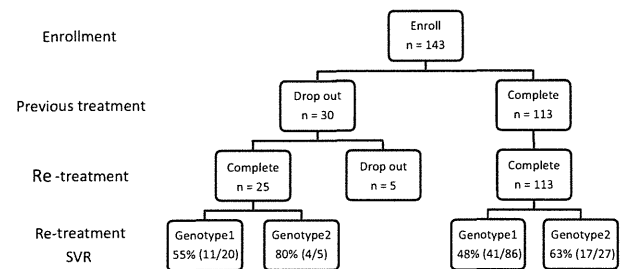 Enrollment
Enroll
n = 143
Previous treatment
Drop out
n = 30
Complete
n = 113
Re-treatment
Complete
n = 25
Drop out
n = 5
Complete
n = 113
Re-treatment
SVR
Genotype1
55% (11/20)
Genotype2
80% (4/5)
Genotype1
48% (41/86)
Genotype2
63% (17/27)